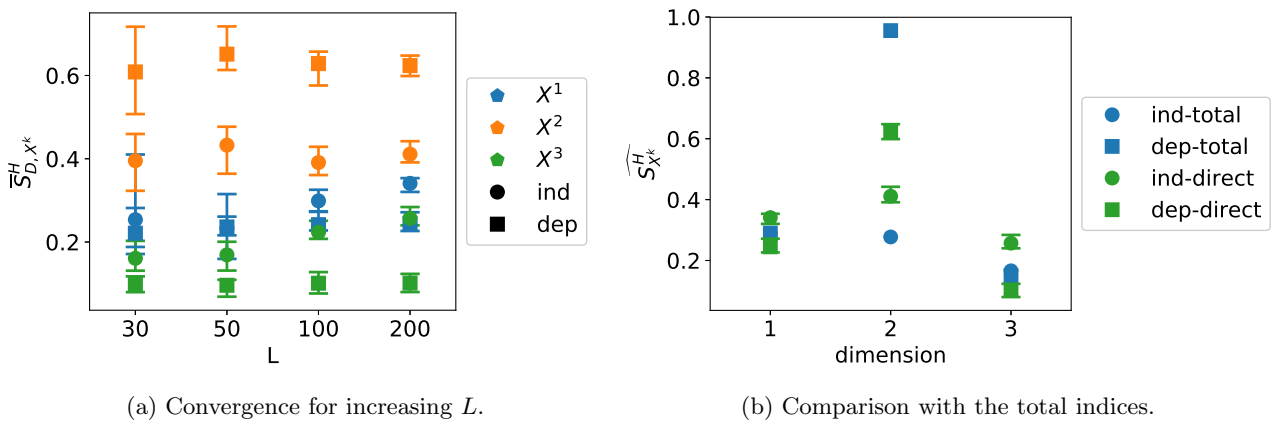 0.6
0.4
0.2
30 50 100 200
L
X^1
X^2
X^3
ind
dep
(a) Convergence for increasing L.
1.0
0.8
0.6
0.4
0.2
1 2 3
dimension
ind-total
dep-total
ind-direct
dep-direct
(b) Comparison with the total indices.